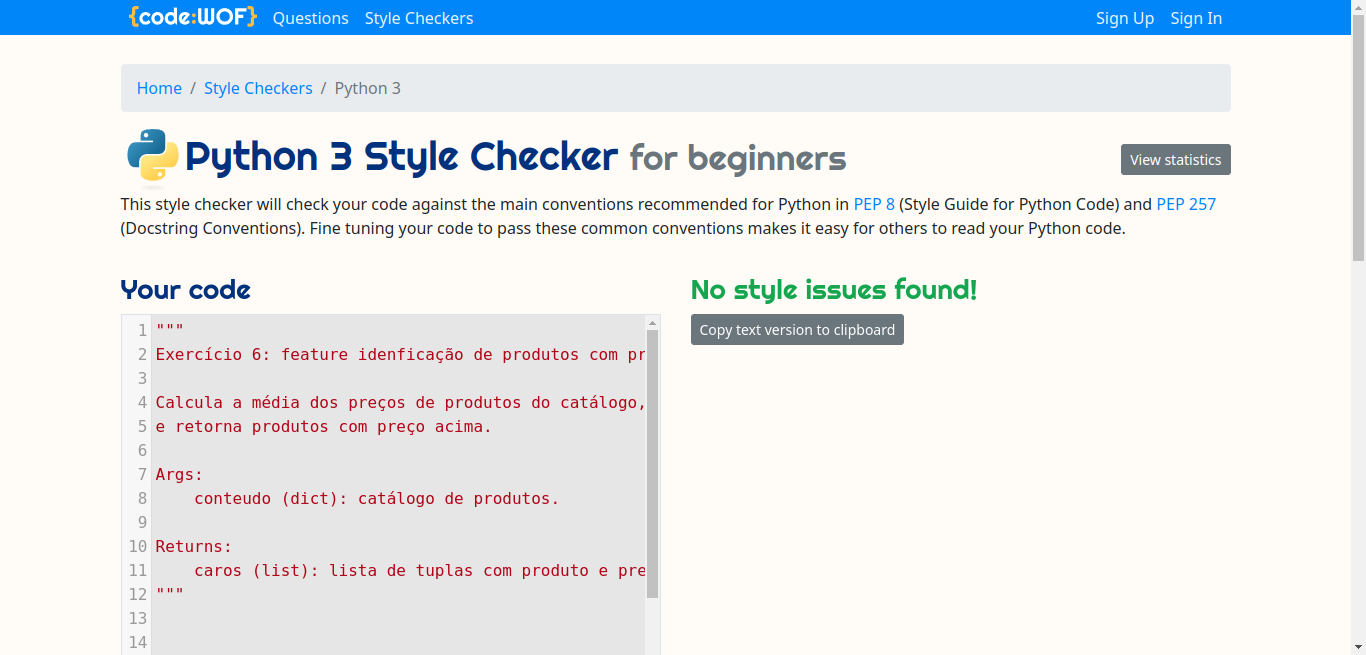 {code:WOF} Questions Style Checkers Sign Up Sign In
Home / Style Checkers / Python 3
Python 3 Style Checker for beginners
View statistics
This style checker will check your code against the main conventions recommended for Python in PEP 8 (Style Guide for Python Code) and PEP 257
(Docstring Conventions). Fine tuning your code to pass these common conventions makes it easy for others to read your Python code.
Your code
1 """
2 Exercício 6: feature idenficação de produtos com pr
3
4 Calcula a média dos preços de produtos do catálogo,
5 e retorna produtos com preço acima.
6
7 Args:
8 conteudo (dict): catálogo de produtos.
9
10 Returns:
11 caros (list): lista de tuplas com produto e pre
12 """
13
14
No style issues found!
Copy text version to clipboard